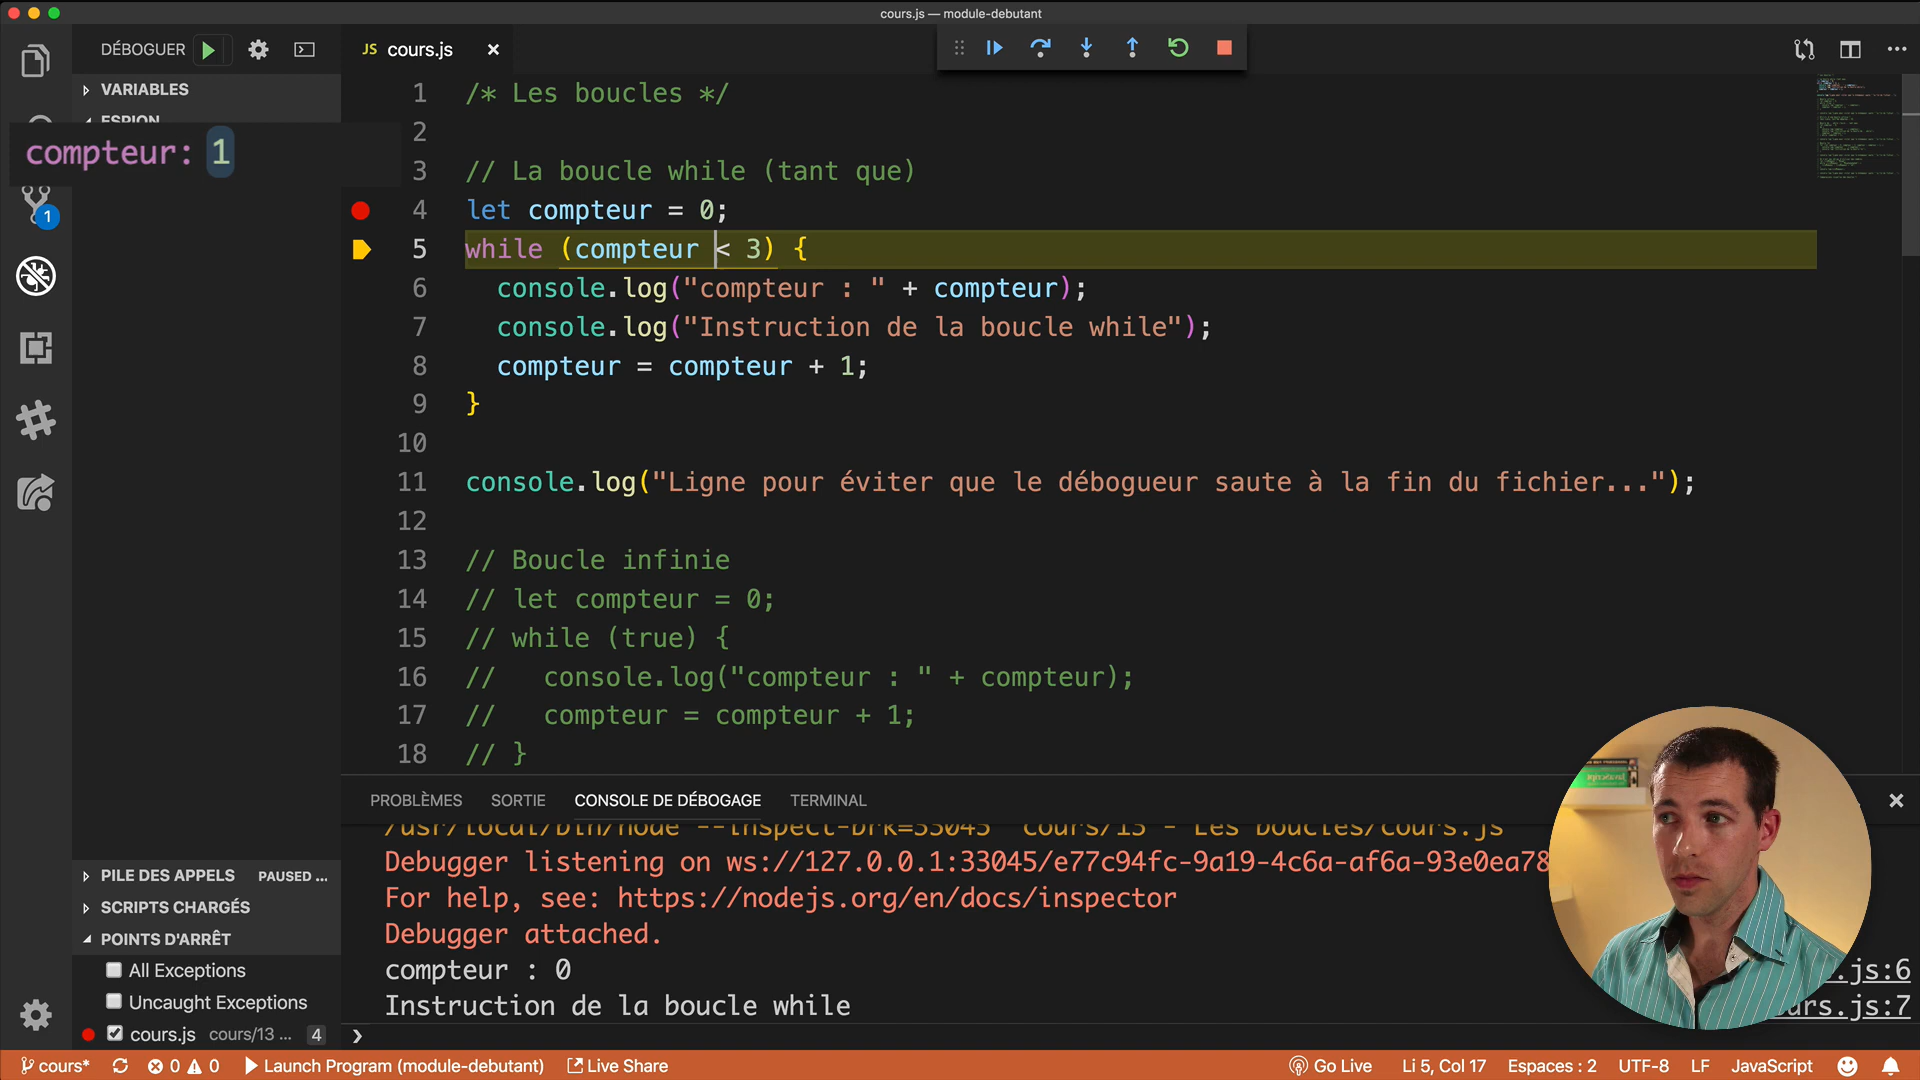 cours.js — module-debutant
DÉBOGUER
JS cours.js
VARIABLES
ESPION
compteur: 1
1
1 /* Les boucles */
2
3 // La boucle while (tant que)
4 let compteur = 0;
5 while (compteur < 3) {
6 console.log("compteur : " + compteur);
7 console.log("Instruction de la boucle while");
8 compteur = compteur + 1;
9 }
10
11 console.log("Ligne pour éviter que le débogueur saute à la fin du fichier...");
12
13 // Boucle infinie
14 // let compteur = 0;
15 // while (true) {
16 // console.log("compteur : " + compteur);
17 // compteur = compteur + 1;
18 // }
PROBLÈMES SORTIE CONSOLE DE DÉBOGAGE TERMINAL
/usr/local/bin/node --inspect-brk=33045 cours/13 - Les boucles/cours.js
Debugger listening on ws://127.0.0.1:33045/e77c94fc-9a19-4c6a-af6a-93e0ea78
For help, see: https://nodejs.org/en/docs/inspector
Debugger attached.
compteur : 0 .js:6
Instruction de la boucle while urs.js:7
PILE DES APPELS PAUSED ...
SCRIPTS CHARGÉS
POINTS D'ARRÊT
All Exceptions
Uncaught Exceptions
cours.js cours/13 ... 4
cours* 0 0 Launch Program (module-debutant) Live Share Go Live Li 5, Col 17 Espaces : 2 UTF-8 LF JavaScript